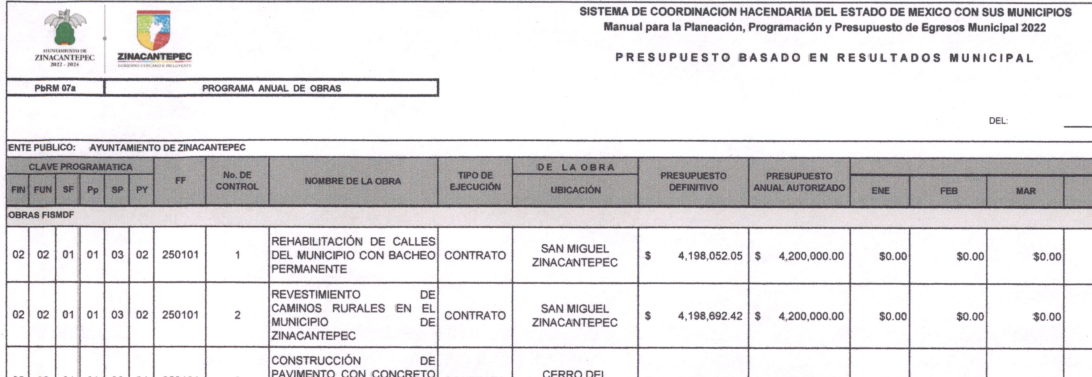 SISTEMA DE COORDINACION HACENDARIA DEL ESTADO DE MEXICO CON SUS MUNICIPIOS
Manual para la Planeación, Programación y Presupuesto de Egresos Municipal 2022
AYUNTAMIENTO DE
ZINACANTEPEC
2022 - 2024
ZINACANTEPEC
PRESUPUESTO BASADO EN RESULTADOS MUNICIPAL
PbRM 07a PROGRAMA ANUAL DE OBRAS
DEL:
ENTE PUBLICO: AYUNTAMIENTO DE ZINACANTEPEC
CLAVE PROGRAMATICA
FIN FUN SF Pp SP PY
FF
No. DE
CONTROL
NOMBRE DE LA OBRA
TIPO DE
EJECUCIÓN
DE LA OBRA
UBICACIÓN
PRESUPUESTO
DEFINITIVO
PRESUPUESTO
ANUAL AUTORIZADO
ENE FEB MAR
OBRAS FISMDF
02 02 01 01 03 02 250101 1
REHABILITACIÓN DE CALLES
DEL MUNICIPIO CON BACHEO
PERMANENTE
CONTRATO
SAN MIGUEL
ZINACANTEPEC
$ 4,198,052.05 $ 4,200,000.00 $0.00 $0.00 $0.00
02 02 01 01 03 02 250101 2
REVESTIMIENTO DE
CAMINOS RURALES EN EL
MUNICIPIO DE
ZINACANTEPEC
CONTRATO
SAN MIGUEL
ZINACANTEPEC
$ 4,198,692.42 $ 4,200,000.00 $0.00 $0.00 $0.00
CONSTRUCCIÓN DE
PAVIMENTO CON CONCRETO
CERRO DEL